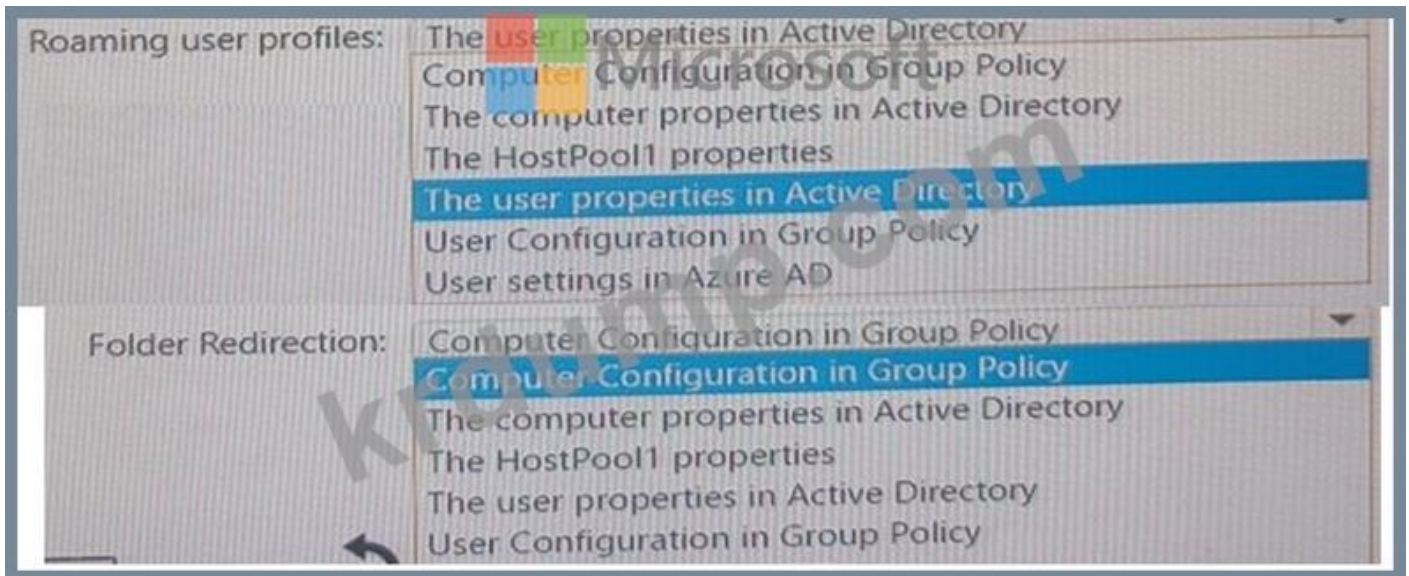 Roaming user profiles: The user properties in Active Directory
Computer Configuration in Group Policy
The computer properties in Active Directory
The HostPool1 properties
The user properties in Active Directory
User Configuration in Group Policy
User settings in Azure AD
Folder Redirection: Computer Configuration in Group Policy
Computer Configuration in Group Policy
The computer properties in Active Directory
The HostPool1 properties
The user properties in Active Directory
User Configuration in Group Policy
Microsoft
krdump.com